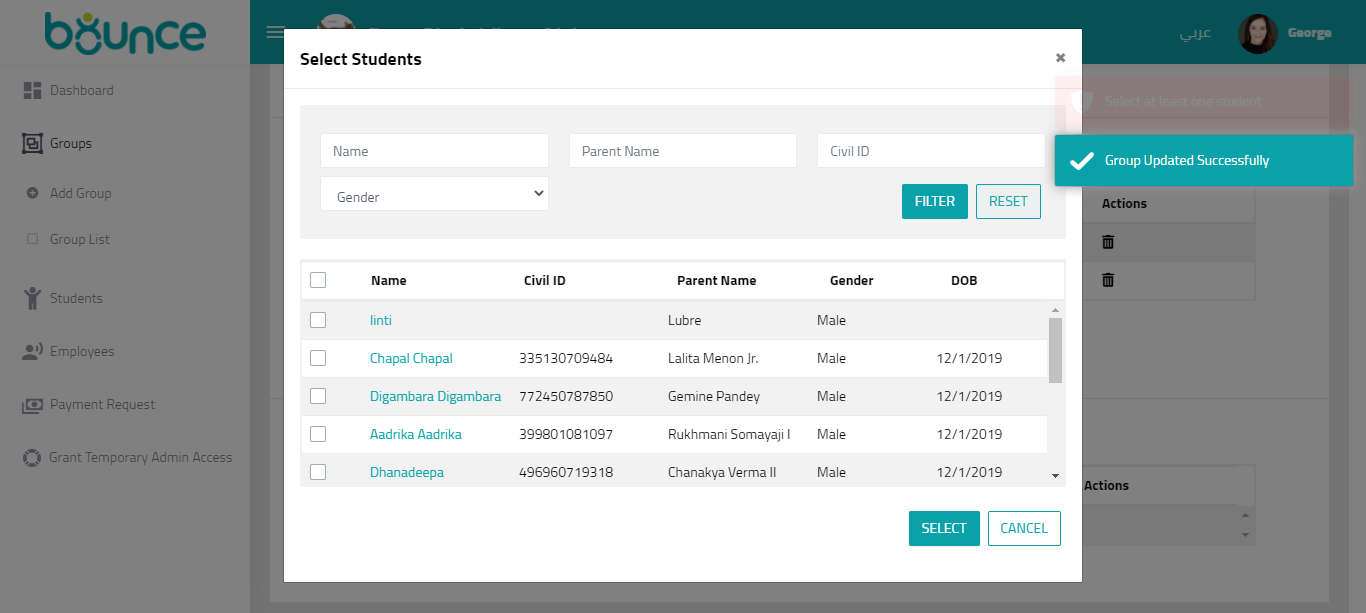 bounce
عربي
George
Dashboard
Groups
Add Group
Group List
Students
Employees
Payment Request
Grant Temporary Admin Access
Select Students
×
Select at least one student
Group Updated Successfully
Name
Parent Name
Civil ID
Gender
FILTER
RESET
Actions
Name Civil ID Parent Name Gender DOB
linti Lubre Male
Chapal Chapal 335130709484 Lalita Menon Jr. Male 12/1/2019
Digambara Digambara 772450787850 Gemine Pandey Male 12/1/2019
Aadrika Aadrika 399801081097 Rukhmani Somayaji I Male 12/1/2019
Dhanadeepa 496960719318 Chanakya Verma II Male 12/1/2019
Actions
SELECT
CANCEL